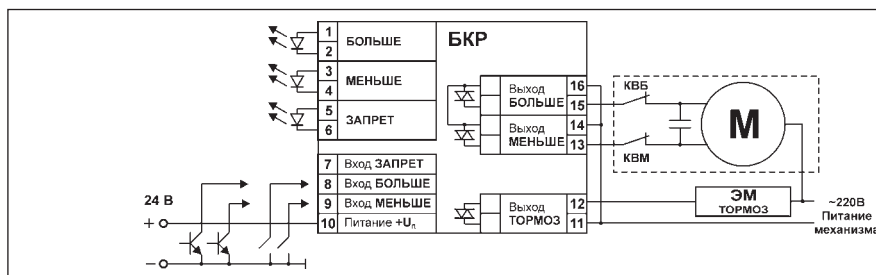 БКР
1
2
БОЛЬШЕ
3
4
МЕНЬШЕ
5
6
ЗАПРЕТ
7 Вход ЗАПРЕТ
8 Вход БОЛЬШЕ
9 Вход МЕНЬШЕ
10 Питание +Uп
24 В
+
–
Выход
БОЛЬШЕ
16
15
Выход
МЕНЬШЕ
14
13
Выход
ТОРМОЗ
12
11
КВБ
КВМ
М
ЭМ
ТОРМОЗ
~220В
Питание
механизма